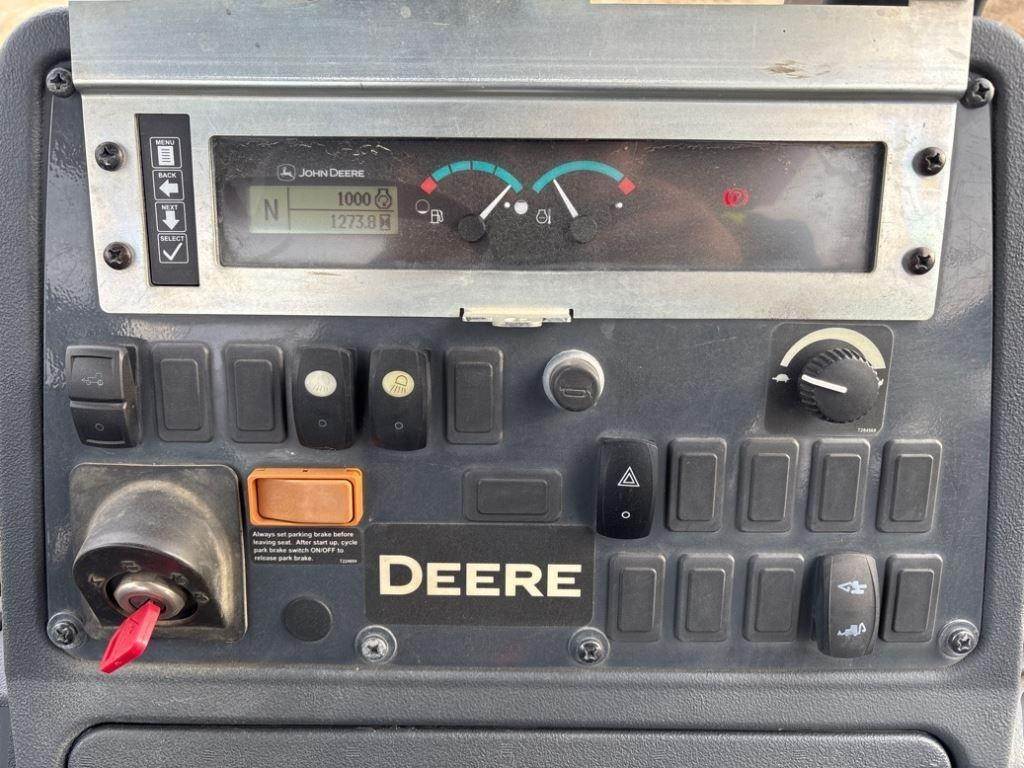 MENU
BACK
NEXT
SELECT
JOHN DEERE
N
1000
1273.8
Always set parking brake before
leaving seat. After start up, cycle
park brake switch ON/OFF to
release park brake.
DEERE